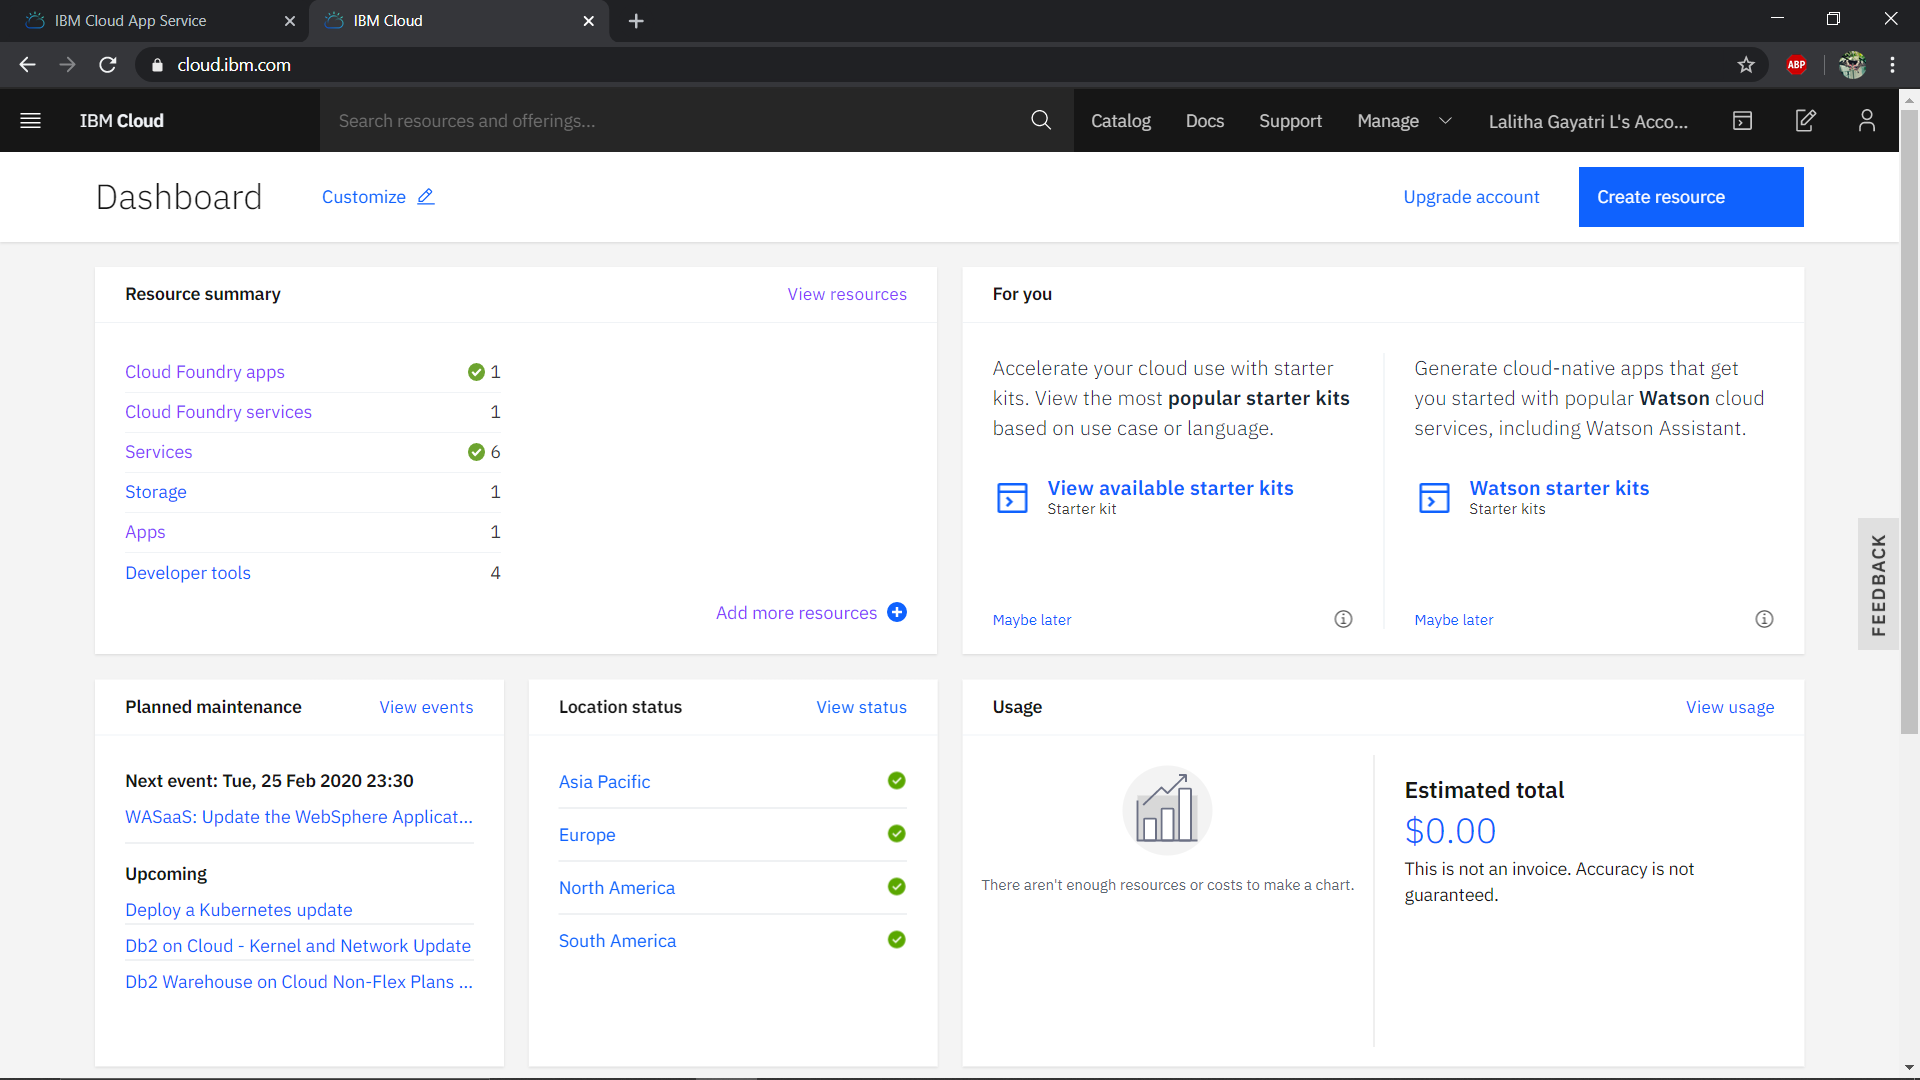 IBM Cloud App Service
IBM Cloud
cloud.ibm.com
ABP
IBM Cloud
Search resources and offerings...
Catalog
Docs
Support
Manage
Lalitha Gayatri L's Acco...
Dashboard
Customize
Upgrade account
Create resource
Resource summary
View resources
Cloud Foundry apps 1
Cloud Foundry services 1
Services 6
Storage 1
Apps 1
Developer tools 4
Add more resources
For you
Accelerate your cloud use with starter
kits. View the most popular starter kits
based on use case or language.
View available starter kits
Starter kit
Maybe later
Generate cloud-native apps that get
you started with popular Watson cloud
services, including Watson Assistant.
Watson starter kits
Starter kits
Maybe later
FEEDBACK
Planned maintenance
View events
Next event: Tue, 25 Feb 2020 23:30
WASaaS: Update the WebSphere Applicat...
Upcoming
Deploy a Kubernetes update
Db2 on Cloud - Kernel and Network Update
Db2 Warehouse on Cloud Non-Flex Plans ...
Location status
View status
Asia Pacific
Europe
North America
South America
Usage
View usage
There aren't enough resources or costs to make a chart.
Estimated total
$0.00
This is not an invoice. Accuracy is not
guaranteed.